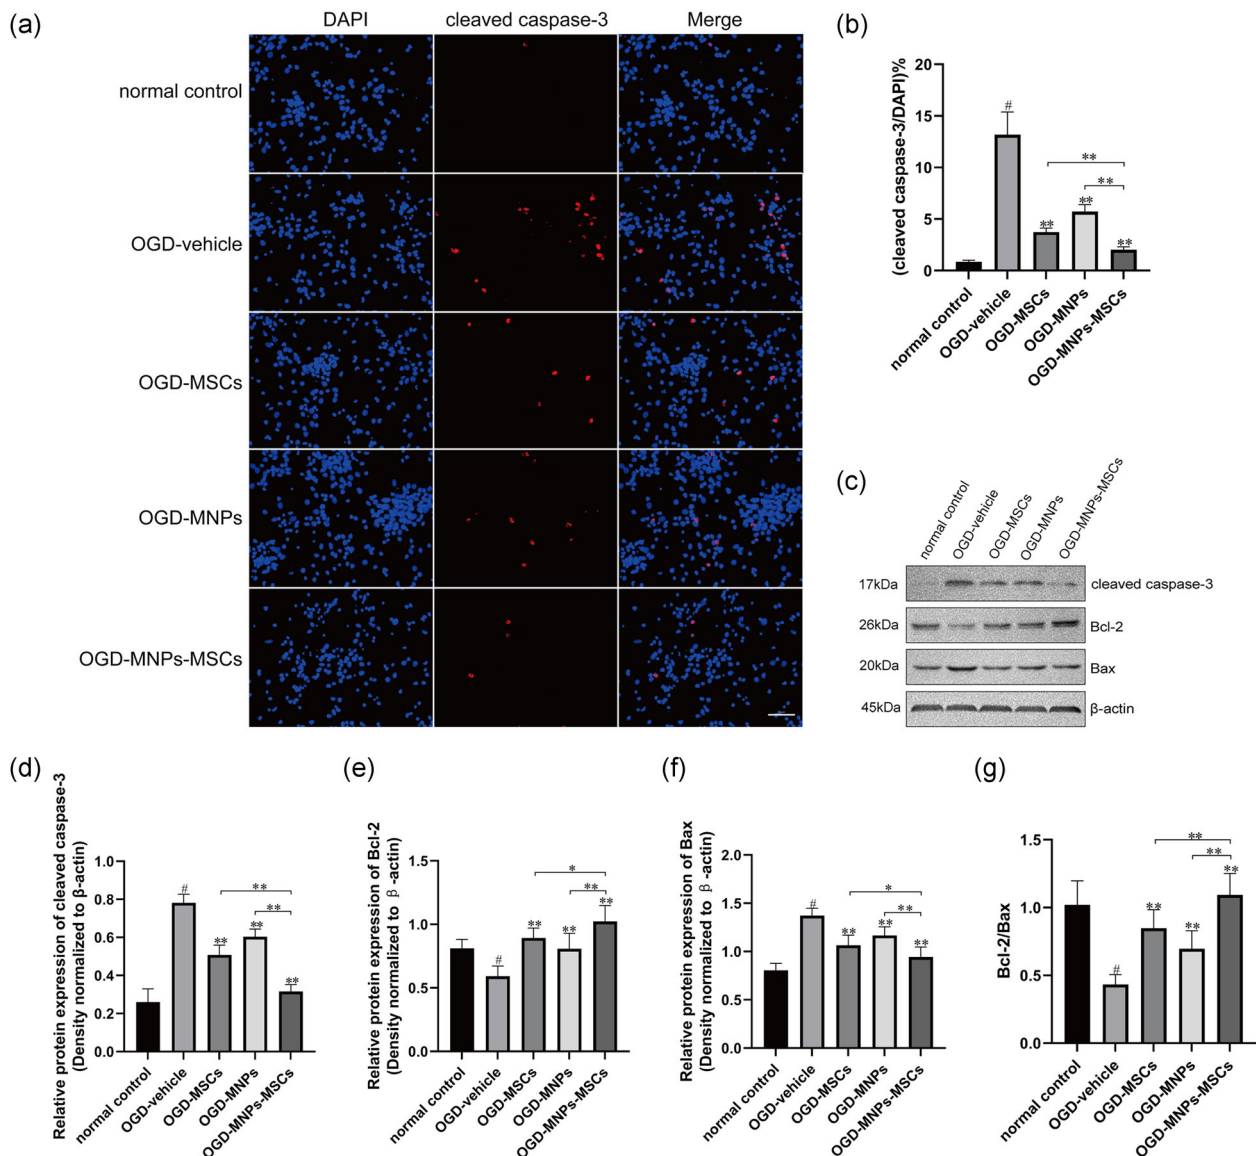 (a)
DAPI
cleaved caspase-3
Merge
normal control
OGD-vehicle
OGD-MSCs
OGD-MNPs
OGD-MNPs-MSCs
(b)
(cleaved caspase-3/DAPI)%
20
15
10
5
0
#
**
**
**
**
**
normal control
OGD-vehicle
OGD-MSCs
OGD-MNPs
OGD-MNPs-MSCs
(c)
normal control
OGD-vehicle
OGD-MSCs
OGD-MNPs
OGD-MNPs-MSCs
17kDa
cleaved caspase-3
26kDa
Bcl-2
20kDa
Bax
45kDa
β-actin
(d)
Relative protein expression of cleaved caspase-3
(Density normalized to β-actin)
1.0
0.8
0.6
0.4
0.2
0.0
#
**
**
**
**
**
normal control
OGD-vehicle
OGD-MSCs
OGD-MNPs
OGD-MNPs-MSCs
(e)
Relative protein expression of Bcl-2
(Density normalized to β -actin)
1.5
1.0
0.5
0.0
#
**
**
**
*
**
normal control
OGD-vehicle
OGD-MSCs
OGD-MNPs
OGD-MNPs-MSCs
(f)
Relative protein expression of Bax
(Density normalized to β -actin)
2.0
1.5
1.0
0.5
0.0
#
**
**
**
*
**
normal control
OGD-vehicle
OGD-MSCs
OGD-MNPs
OGD-MNPs-MSCs
(g)
Bcl-2/Bax
1.5
1.0
0.5
0.0
#
**
**
**
**
**
normal control
OGD-vehicle
OGD-MSCs
OGD-MNPs
OGD-MNPs-MSCs